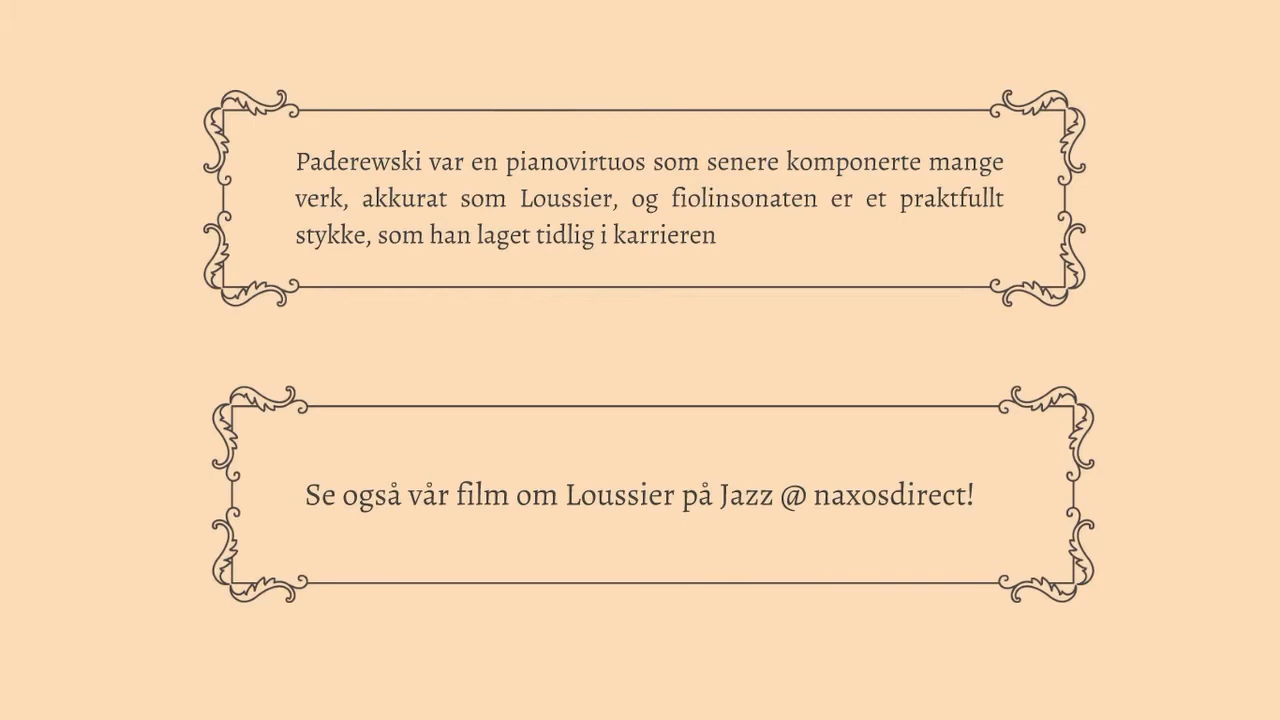 Paderewski var en pianovirtuos som senere komponerte mange
verk, akkurat som Loussier, og fiolinsonaten er et praktfullt
stykke, som han laget tidlig i karrieren
Se også vår film om Loussier på Jazz @ naxosdirect!